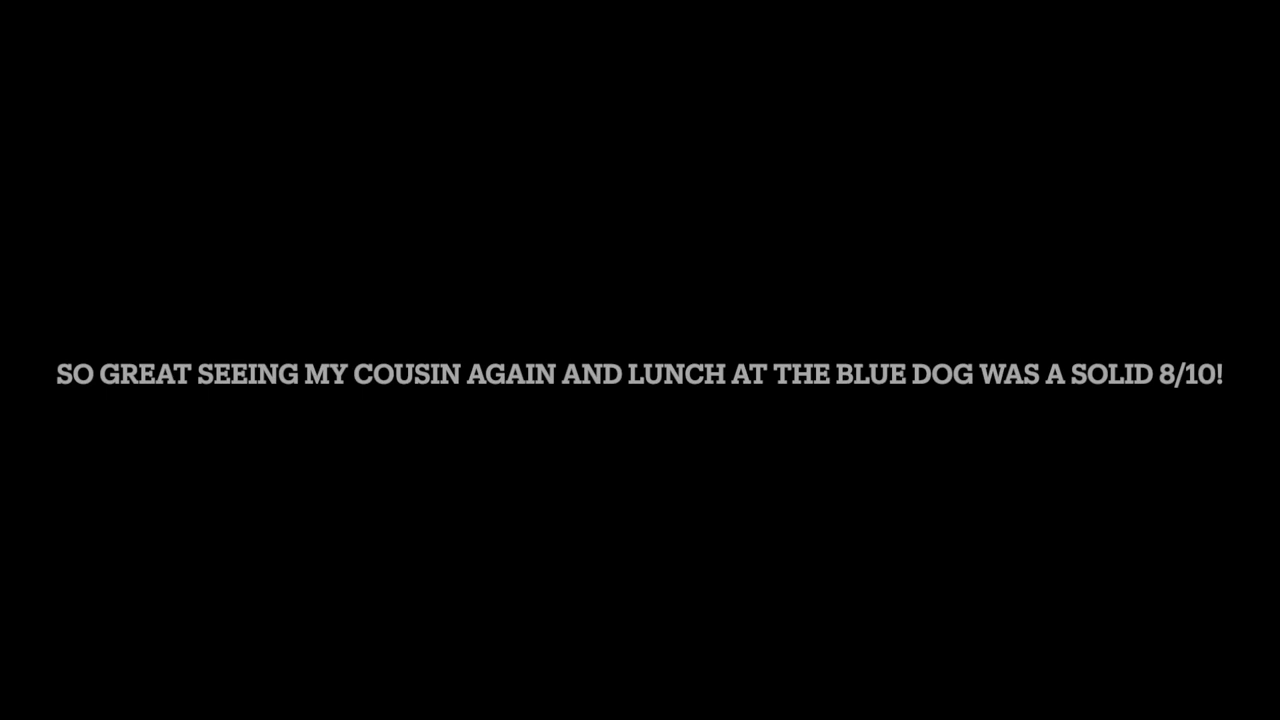 SO GREAT SEEING MY COUSIN AGAIN AND LUNCH AT THE BLUE DOG WAS A SOLID 8/10!